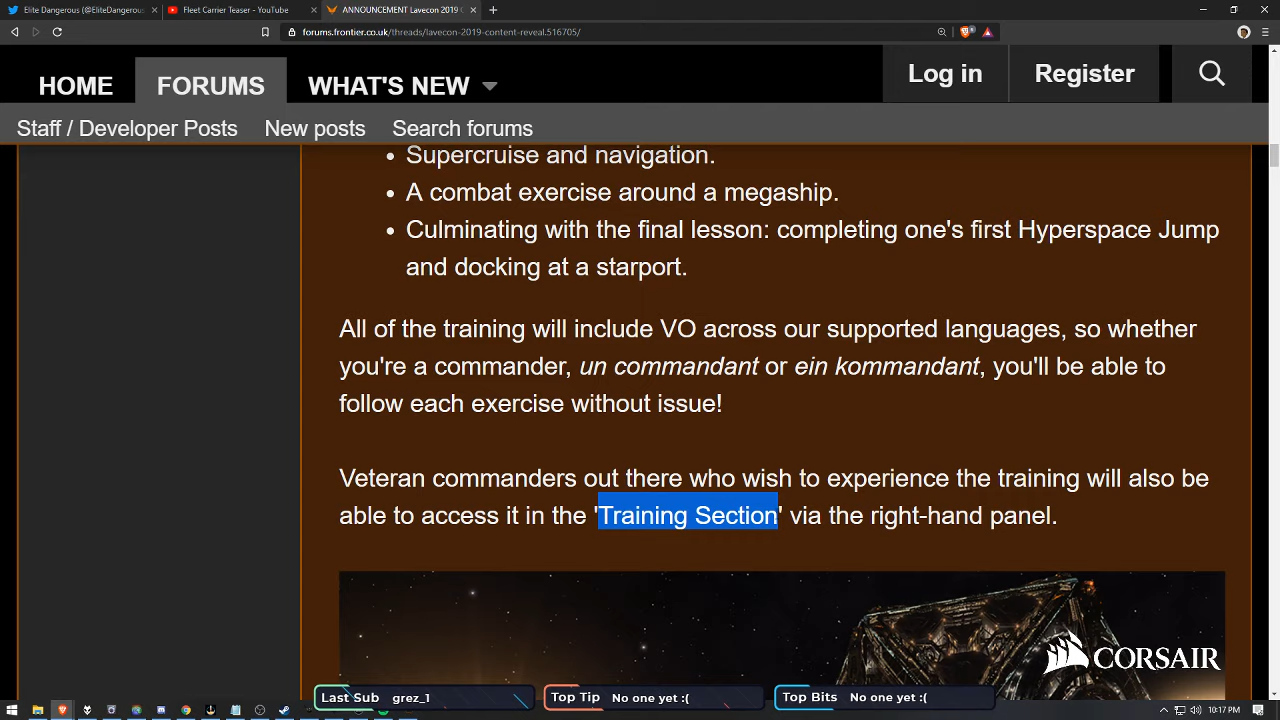 Elite Dangerous (@EliteDangerous
Fleet Carrier Teaser - YouTube
ANNOUNCEMENT Lavecon 2019 C
forums.frontier.co.uk/threads/lavecon-2019-content-reveal.516705/
HOME
FORUMS
WHAT'S NEW
Log in
Register
Staff / Developer Posts
New posts
Search forums
• Supercruise and navigation.
• A combat exercise around a megaship.
• Culminating with the final lesson: completing one's first Hyperspace Jump
and docking at a starport.
All of the training will include VO across our supported languages, so whether
you're a commander, un commandant or ein kommandant, you'll be able to
follow each exercise without issue!
Veteran commanders out there who wish to experience the training will also be
able to access it in the 'Training Section' via the right-hand panel.
CORSAIR
Last Sub grez_1
Top Tip No one yet :(
Top Bits No one yet :(
10:17 PM